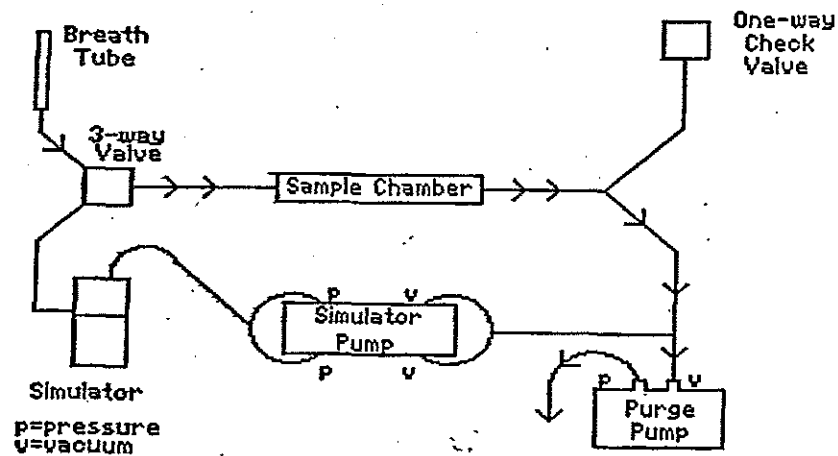 Breath
Tube
One-way
Check
Valve
3-way
Valve
Sample Chamber
p
v
Simulator
Pump
p
v
Simulator
p=pressure
v=vacuum
p
v
Purge
Pump